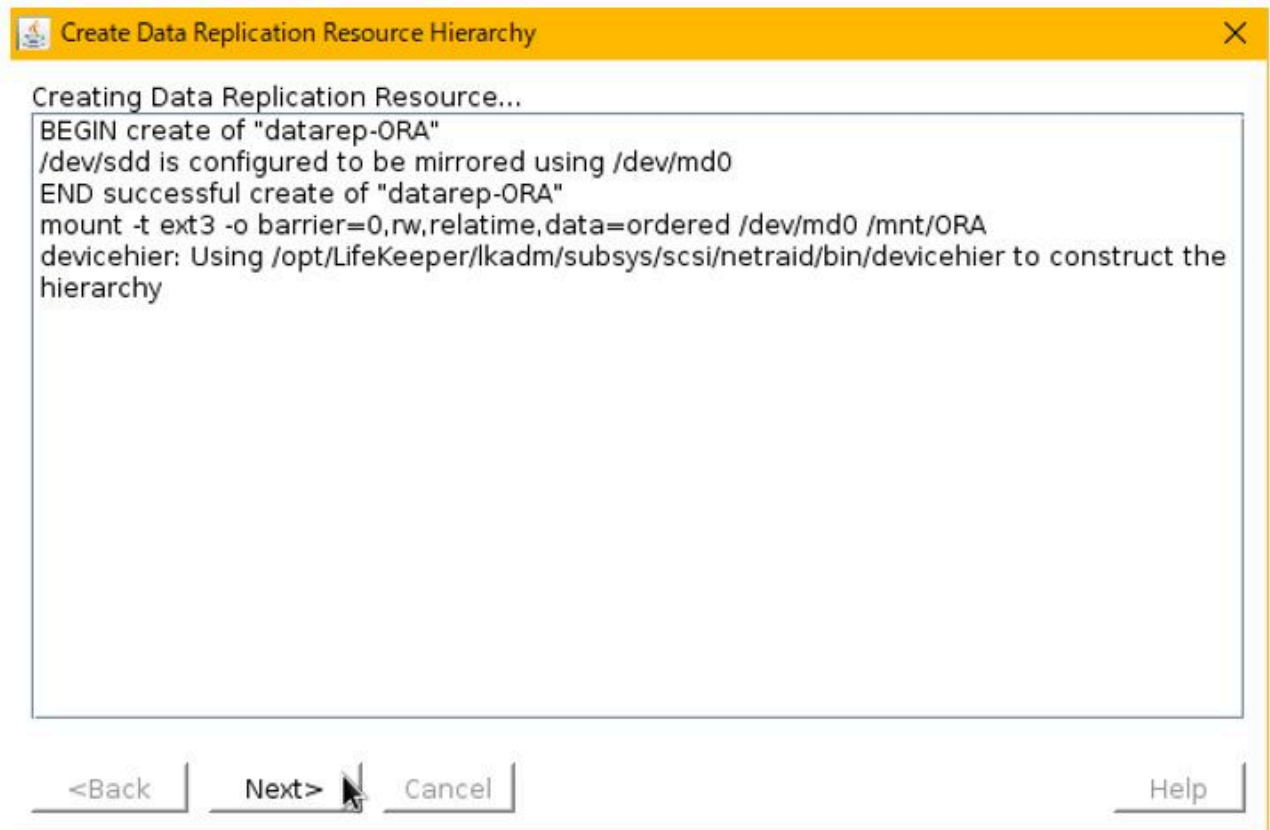 Create Data Replication Resource Hierarchy
Creating Data Replication Resource...
BEGIN create of "datarep-ORA"
/dev/sdd is configured to be mirrored using /dev/md0
END successful create of "datarep-ORA"
mount -t ext3 -o barrier=0,rw,relatime,data=ordered /dev/md0 /mnt/ORA
devicehier: Using /opt/LifeKeeper/lkadm/subsys/scsi/netraid/bin/devicehier to construct the
hierarchy
<Back Next> Cancel Help